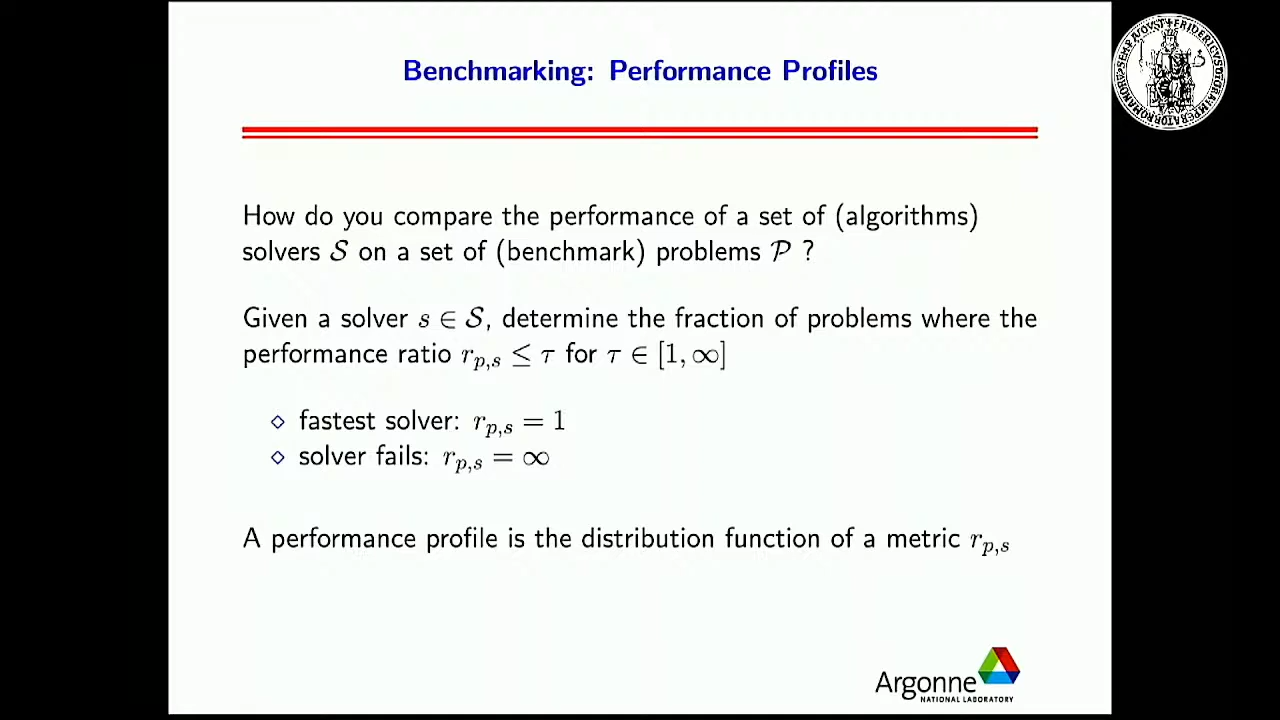 Benchmarking: Performance Profiles
How do you compare the performance of a set of (algorithms)
solvers 𝒮 on a set of (benchmark) problems 𝒫 ?
Given a solver s ∈ 𝒮, determine the fraction of problems where the
performance ratio r_{p,s} ≤ τ for τ ∈ [1, ∞]
◇ fastest solver: r_{p,s} = 1
◇ solver fails: r_{p,s} = ∞
A performance profile is the distribution function of a metric r_{p,s}
Argonne
NATIONAL LABORATORY